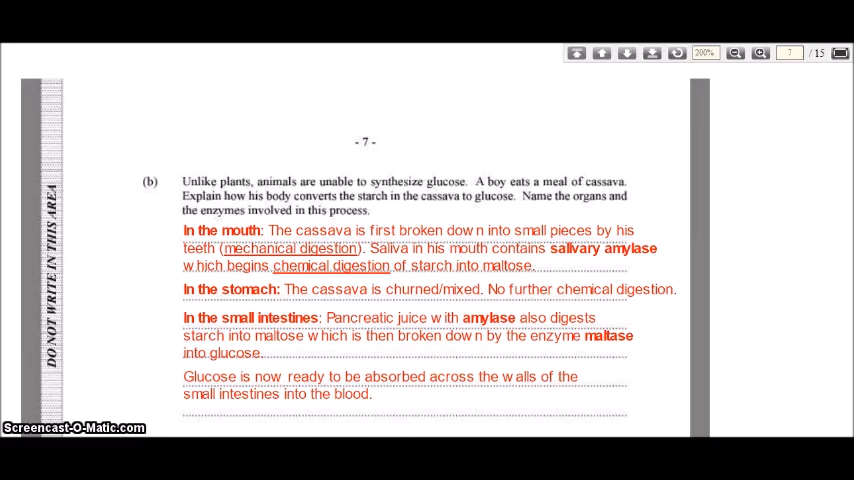 200%
7 / 15
- 7 -
DO NOT WRITE IN THIS AREA
(b) Unlike plants, animals are unable to synthesize glucose. A boy eats a meal of cassava.
Explain how his body converts the starch in the cassava to glucose. Name the organs and
the enzymes involved in this process.
In the mouth: The cassava is first broken down into small pieces by his
teeth (mechanical digestion). Saliva in his mouth contains salivary amylase
which begins chemical digestion of starch into maltose.
In the stomach: The cassava is churned/mixed. No further chemical digestion.
In the small intestines: Pancreatic juice with amylase also digests
starch into maltose which is then broken down by the enzyme maltase
into glucose.
Glucose is now ready to be absorbed across the walls of the
small intestines into the blood.
Screencast-O-Matic.com